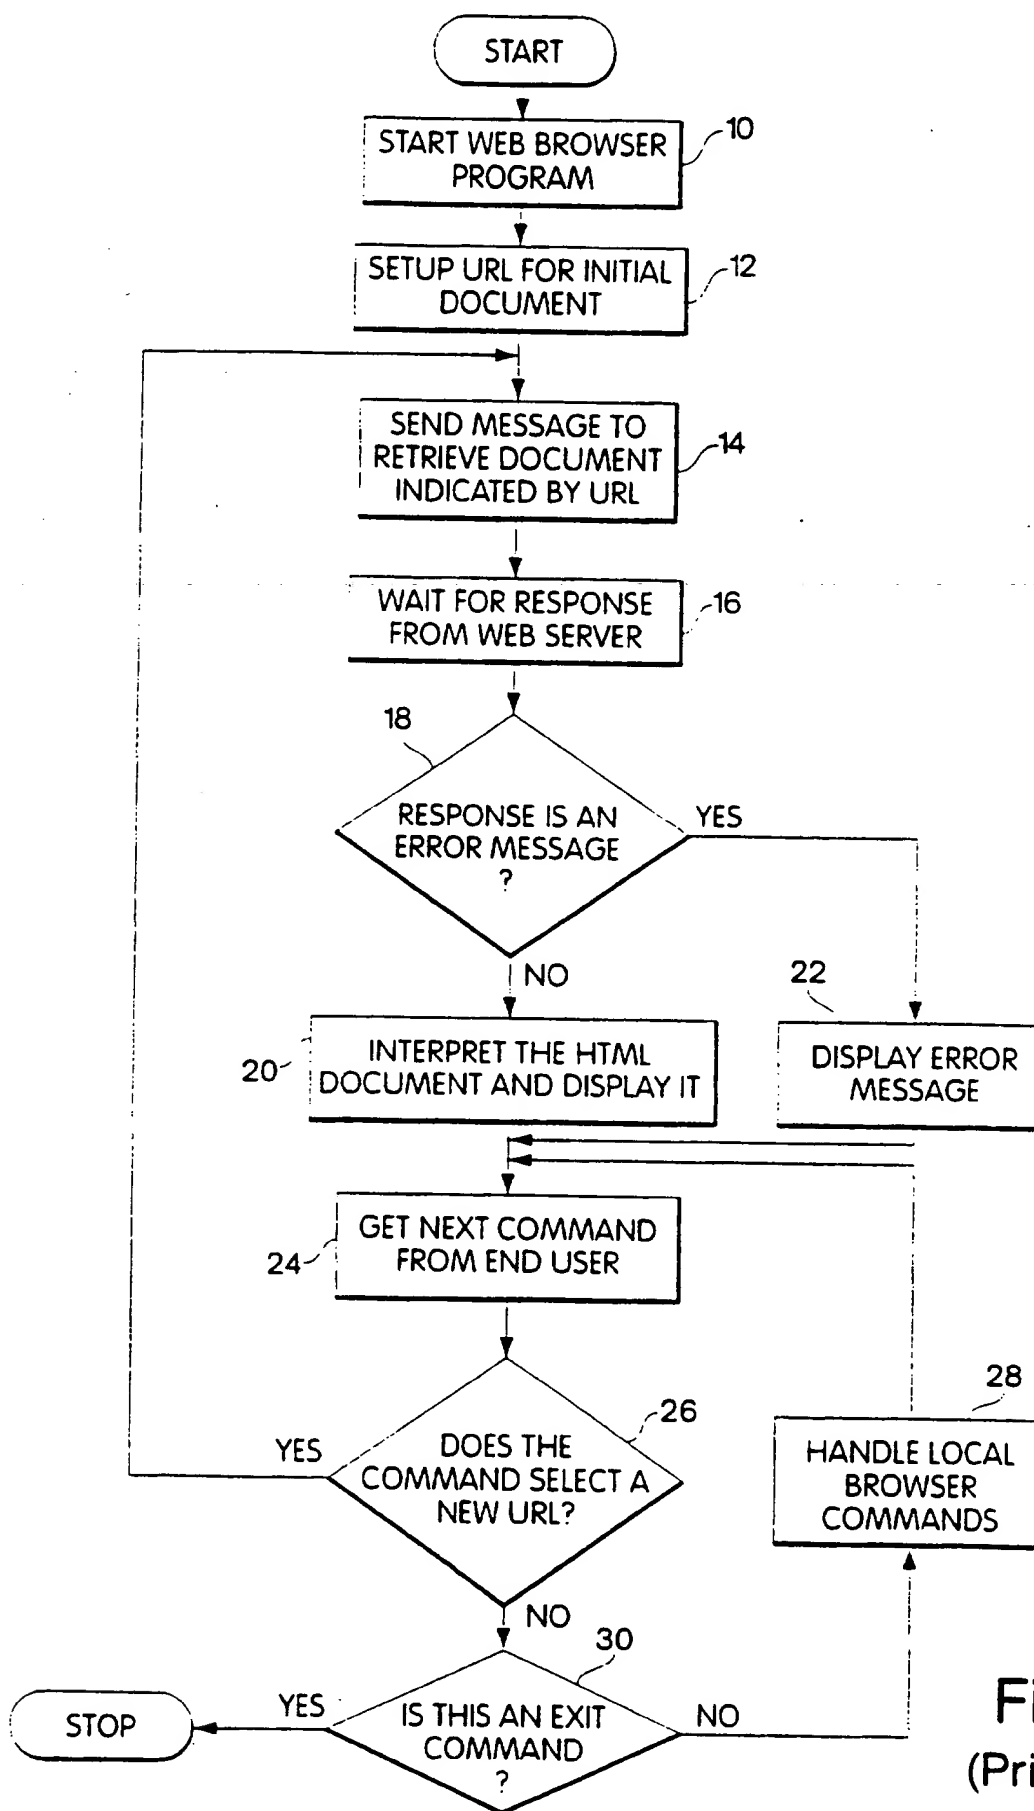 START
START WEB BROWSER
PROGRAM
10
SETUP URL FOR INITIAL
DOCUMENT
12
SEND MESSAGE TO
RETRIEVE DOCUMENT
INDICATED BY URL
14
WAIT FOR RESPONSE
FROM WEB SERVER
16
18
RESPONSE IS AN
ERROR MESSAGE
?
YES
NO
22
20
INTERPRET THE HTML
DOCUMENT AND DISPLAY IT
DISPLAY ERROR
MESSAGE
24
GET NEXT COMMAND
FROM END USER
26
28
YES
DOES THE
COMMAND SELECT A
NEW URL?
HANDLE LOCAL
BROWSER
COMMANDS
NO
30
STOP
YES
IS THIS AN EXIT
COMMAND
?
NO